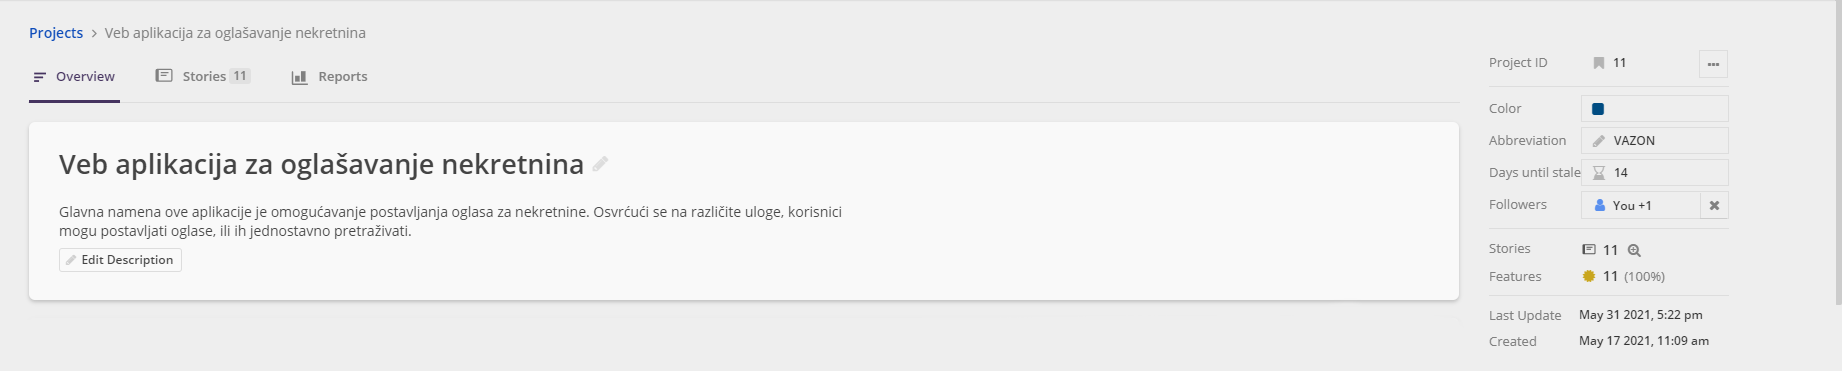 Projects > Veb aplikacija za oglašavanje nekretnina
Overview Stories 11 Reports
Veb aplikacija za oglašavanje nekretnina
Glavna namena ove aplikacije je omogućavanje postavljanja oglasa za nekretnine. Osvrćući se na različite uloge, korisnici
mogu postavljati oglase, ili ih jednostavno pretraživati.
Edit Description
Project ID 11 ...
Color
Abbreviation VAZON
Days until stale 14
Followers You +1
Stories 11
Features 11 (100%)
Last Update May 31 2021, 5:22 pm
Created May 17 2021, 11:09 am